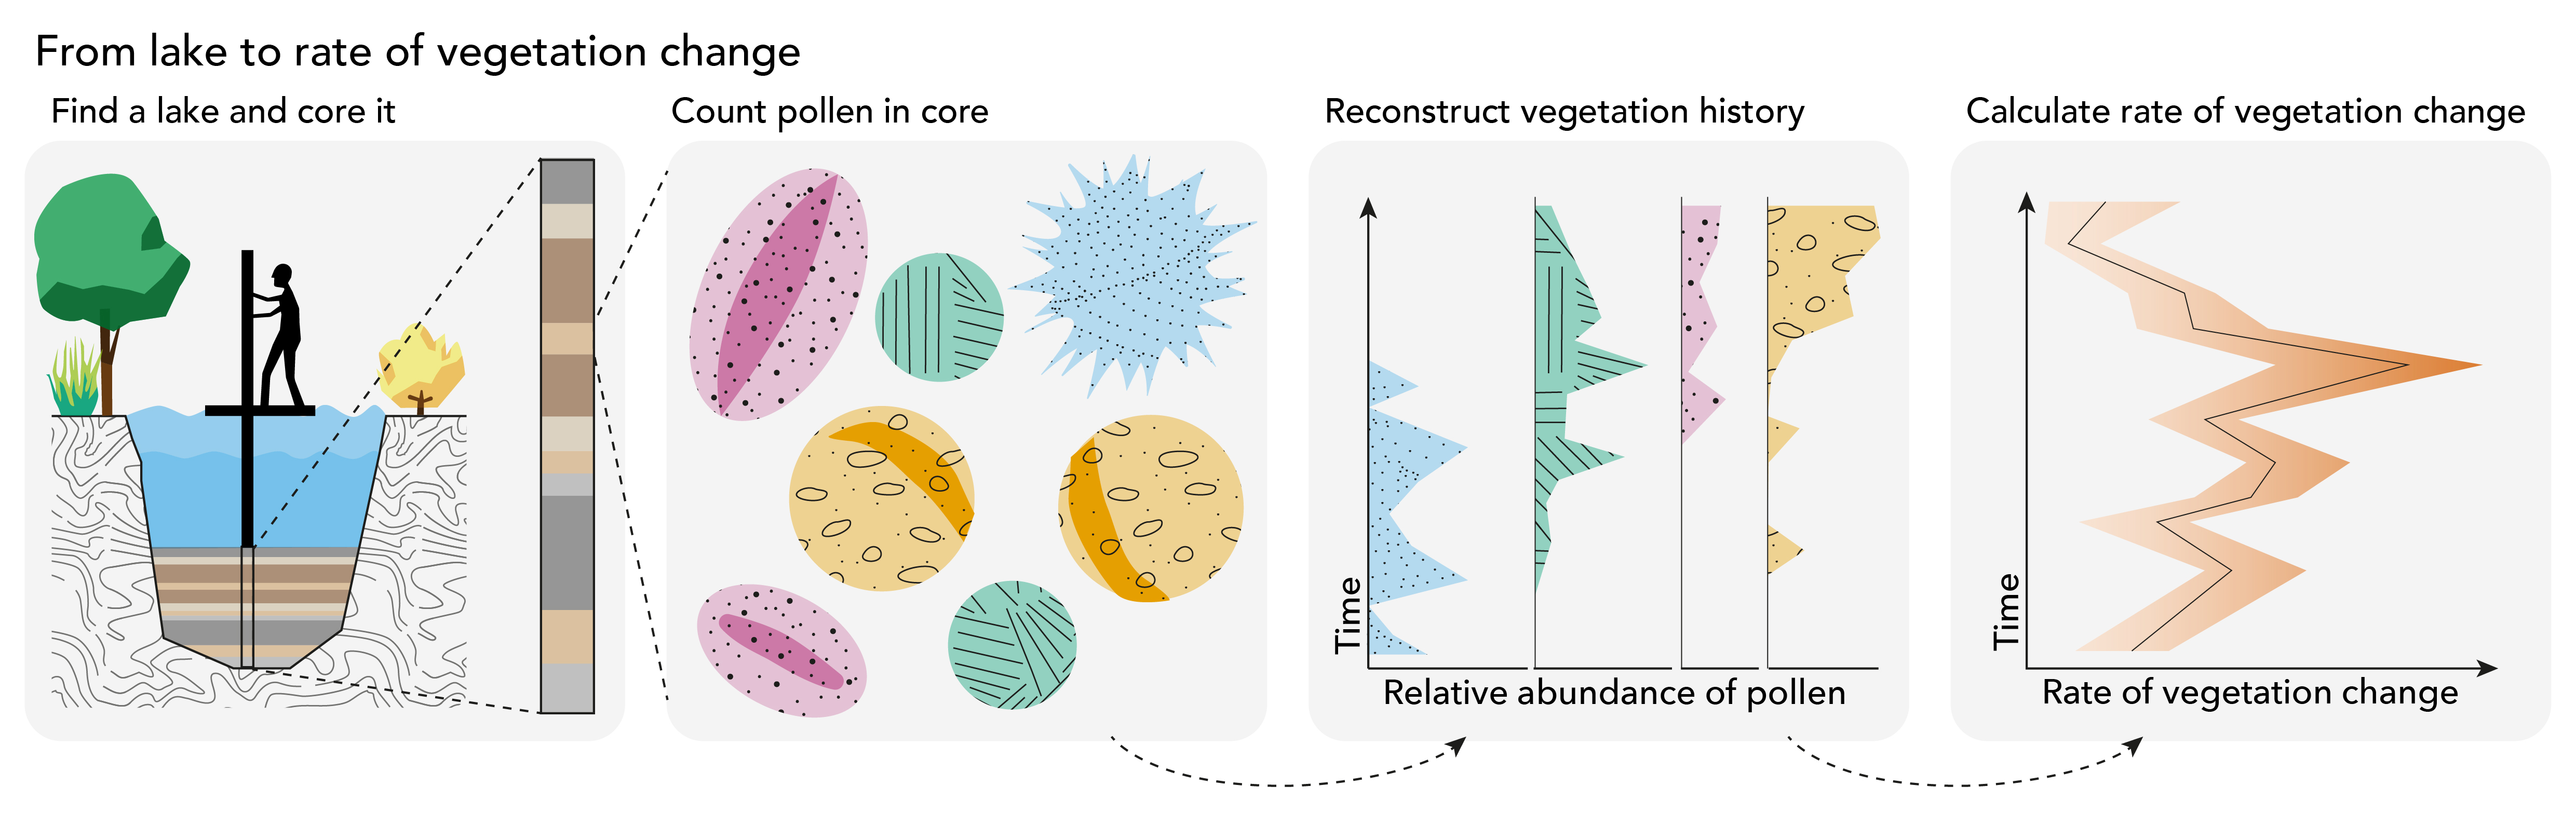 From lake to rate of vegetation change
Find a lake and core it
Count pollen in core
Reconstruct vegetation history
Calculate rate of vegetation change
Time
Relative abundance of pollen
Time
Rate of vegetation change